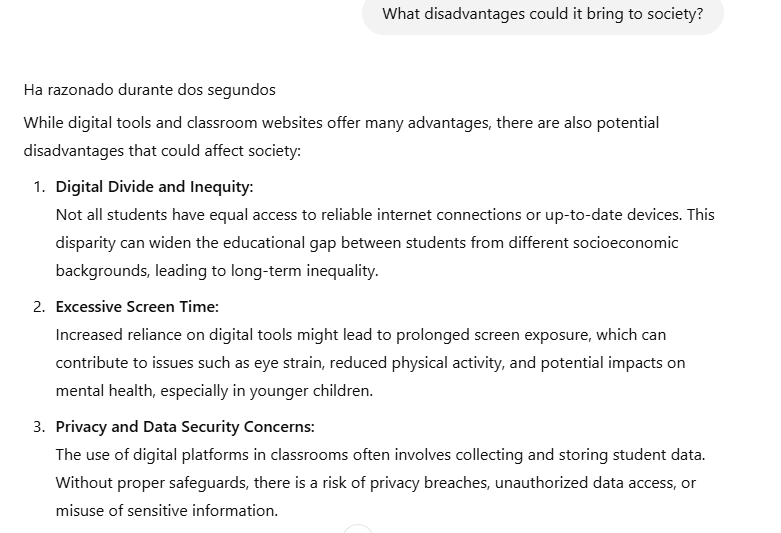 What disadvantages could it bring to society?
Ha razonado durante dos segundos
While digital tools and classroom websites offer many advantages, there are also potential
disadvantages that could affect society:
1. Digital Divide and Inequity:
Not all students have equal access to reliable internet connections or up-to-date devices. This
disparity can widen the educational gap between students from different socioeconomic
backgrounds, leading to long-term inequality.
2. Excessive Screen Time:
Increased reliance on digital tools might lead to prolonged screen exposure, which can
contribute to issues such as eye strain, reduced physical activity, and potential impacts on
mental health, especially in younger children.
3. Privacy and Data Security Concerns:
The use of digital platforms in classrooms often involves collecting and storing student data.
Without proper safeguards, there is a risk of privacy breaches, unauthorized data access, or
misuse of sensitive information.